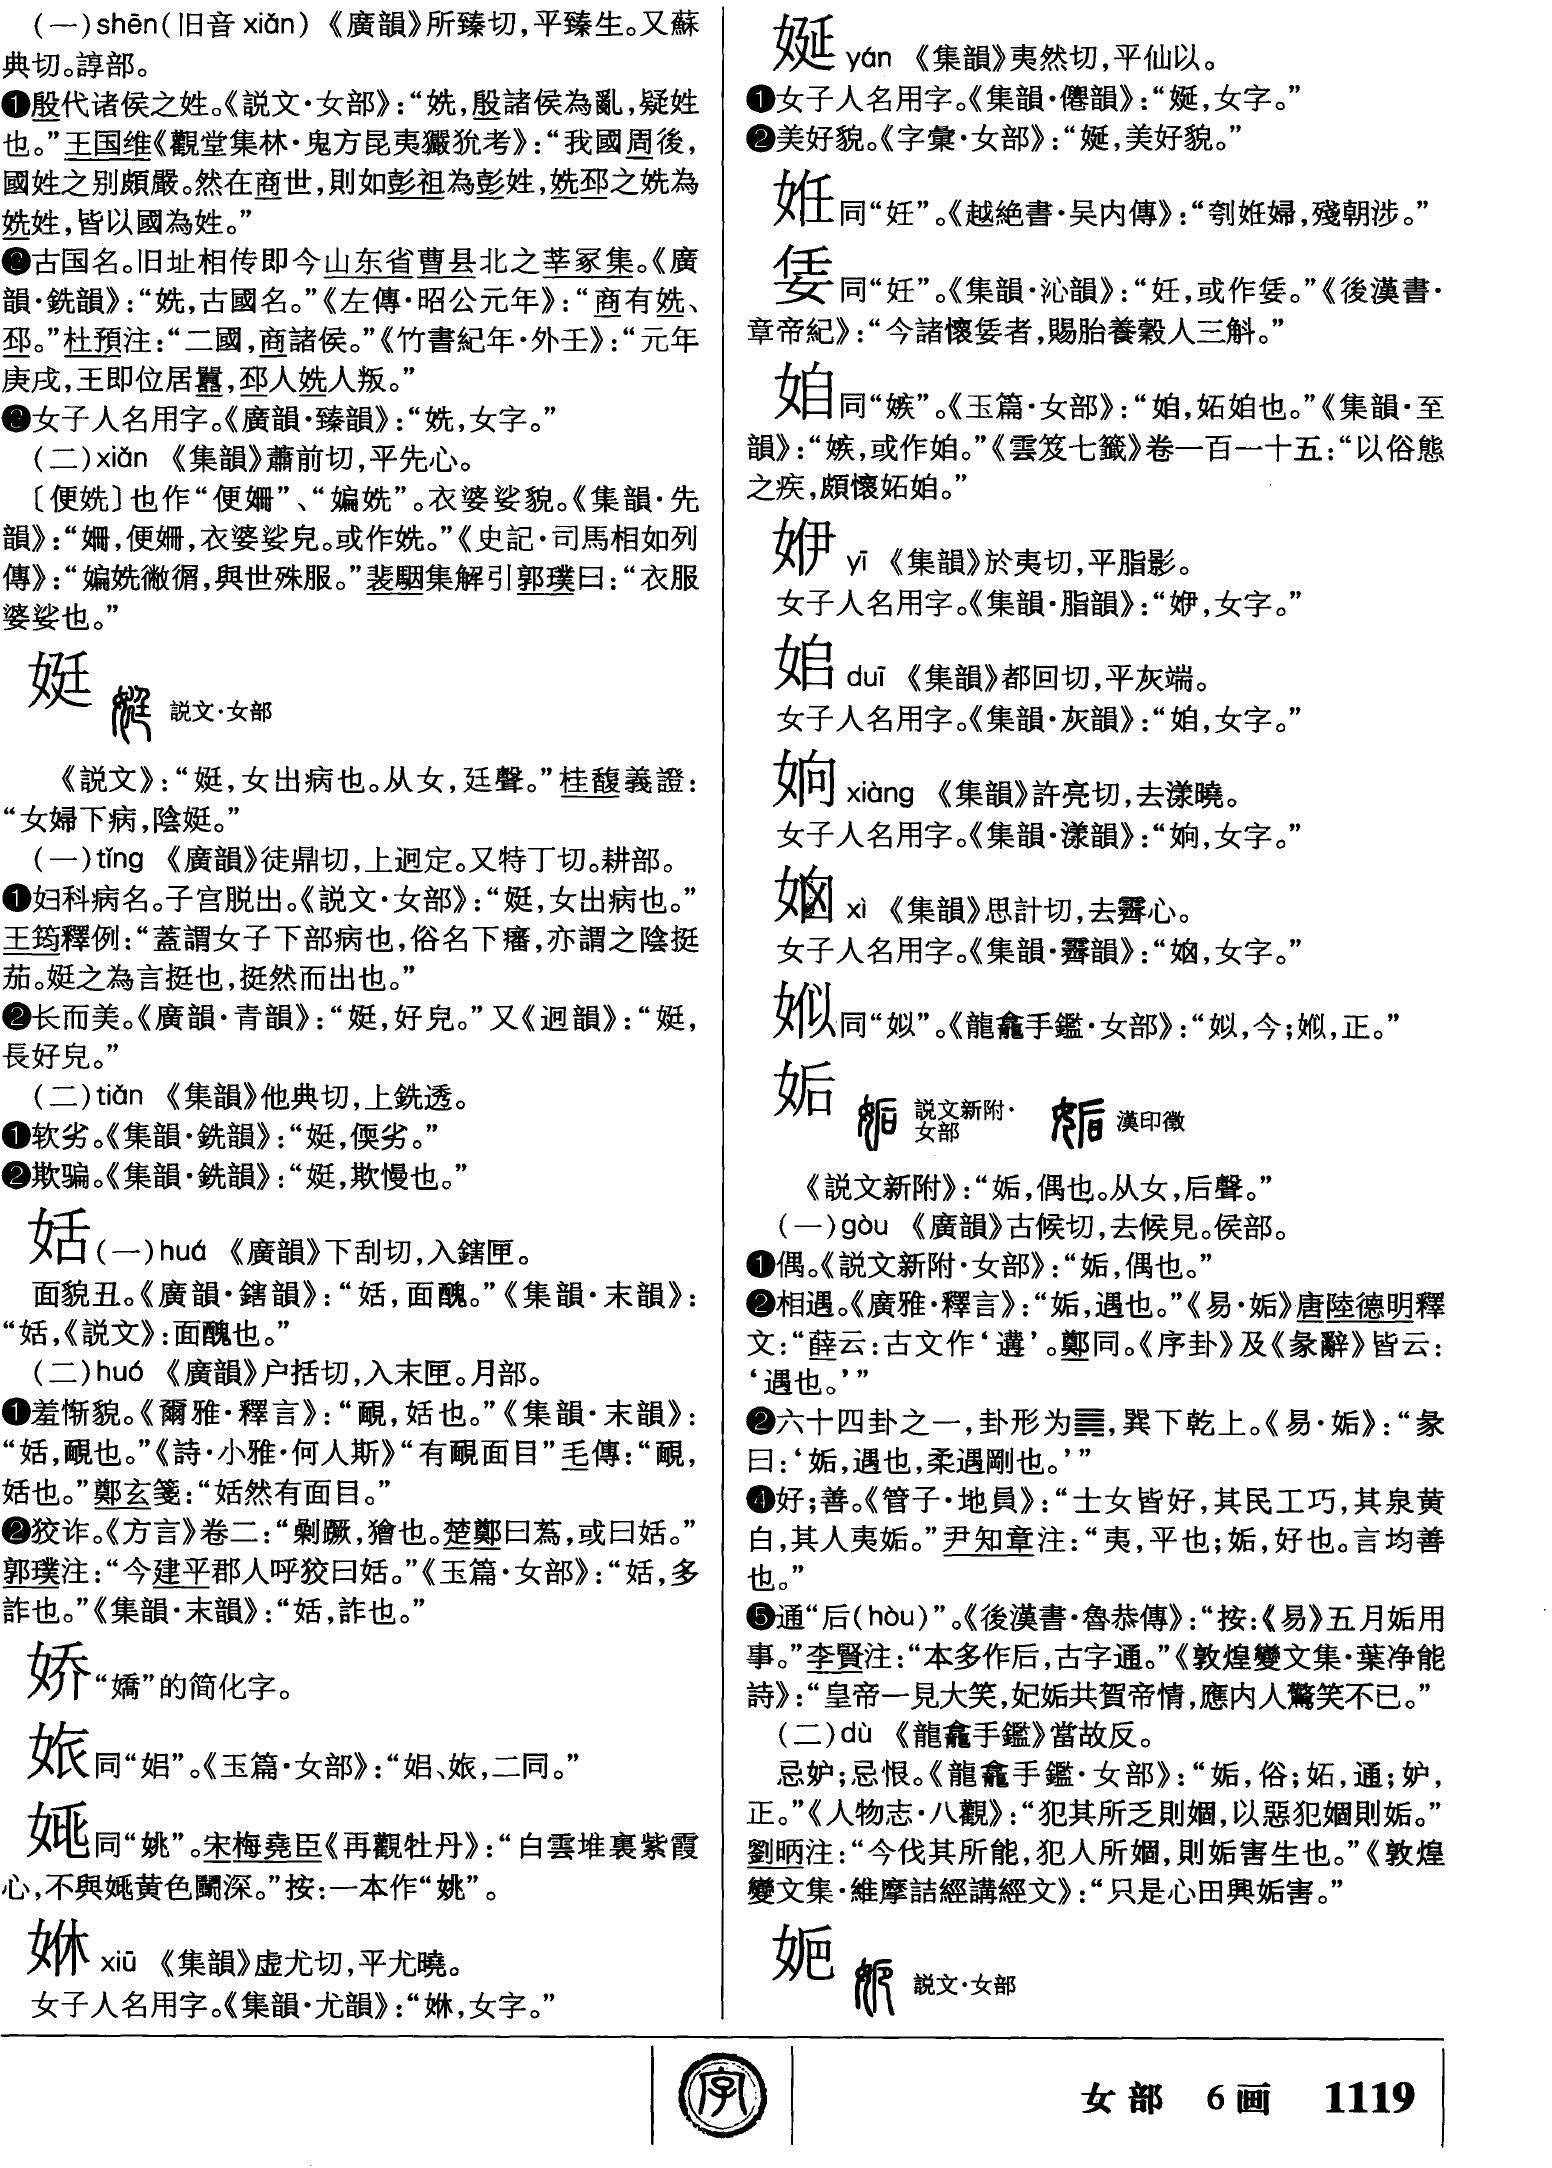 (一)shēn(旧音xiǎn)《廣韻》所臻切,平臻生。又蘇
典切。諄部。
❶殷代诸侯之姓。《説文·女部》:“姺,殷諸侯為亂,疑姓
也。”王国维《觀堂集林·鬼方昆夷玁狁考》:“我國周後,
國姓之别頗嚴。然在商世,則如彭祖為彭姓,姺邳之姺為
姺姓,皆以國為姓。”
❷古国名。旧址相传即今山东省曹县北之莘冢集。《廣
韻·銑韻》:“姺,古國名。”《左傳·昭公元年》:“商有姺、
邳。”杜預注:“二國,商諸侯。”《竹書紀年·外壬》:“元年
庚戌,王即位居囂,邳人姺人叛。”
❸女子人名用字。《廣韻·臻韻》:“姺,女字。”
(二)xiǎn 《集韻》蕭前切,平先心。
〔便姺〕也作“便姍”、“媥姺”。衣婆娑貌。《集韻·先
韻》:“姍,便姍,衣婆娑皃。或作姺。”《史記·司馬相如列
傳》:“媥姺徶㣯,與世殊服。”裴駰集解引郭璞曰:“衣服
婆娑也。”
娗 説文·女部
《説文》:“娗,女出病也。从女,廷聲。”桂馥義證:
“女婦下病,陰娗。”
(一)tǐng 《廣韻》徒鼎切,上迥定。又特丁切。耕部。
❶妇科病名。子宫脱出。《説文·女部》:“娗,女出病也。”
王筠釋例:“蓋謂女子下部病也,俗名下㿗,亦謂之陰挺
茄。娗之為言挺也,挺然而出也。”
❷长而美。《廣韻·青韻》:“娗,好皃。”又《迥韻》:“娗,
長好皃。”
(二)tiǎn 《集韻》他典切,上銑透。
❶软劣。《集韻·銑韻》:“娗,偄劣。”
❷欺骗。《集韻·銑韻》:“娗,欺慢也。”
姡(一)huá 《廣韻》下刮切,入鎋匣。
面貌丑。《廣韻·鎋韻》:“姡,面醜。”《集韻·末韻》:
“姡,《説文》:面醜也。”
(二)huó 《廣韻》户括切,入末匣。月部。
❶羞惭貌。《爾雅·釋言》:“靦,姡也。”《集韻·末韻》:
“姡,靦也。”《詩·小雅·何人斯》“有靦面目”毛傳:“靦,
姡也。”鄭玄箋:“姡然有面目。”
❷狡诈。《方言》卷二:“剿蹶,獪也。楚鄭曰蔿,或曰姡。”
郭璞注:“今建平郡人呼狡曰姡。”《玉篇·女部》:“姡,多
詐也。”《集韻·末韻》:“姡,詐也。”
娇“嬌”的简化字。
㛎同“娼”。《玉篇·女部》:“娼、㛎,二同。”
㛂同“姚”。宋梅堯臣《再觀牡丹》:“白雲堆裏紫霞
心,不與㛂黄色鬭深。”按:一本作“姚”。
㛁 xiū 《集韻》虚尤切,平尤曉。
女子人名用字。《集韻·尤韻》:“㛁,女字。”
娫 yán 《集韻》夷然切,平仙以。
❶女子人名用字。《集韻·僊韻》:“娫,女字。”
❷美好貌。《字彙·女部》:“娫,美好貌。”
姙同“妊”。《越絶書·吴内傳》:“刳姙婦,殘朝涉。”
㛛同“妊”。《集韻·沁韻》:“妊,或作㛛。”《後漢書·
章帝紀》:“今諸懷㛛者,賜胎養穀人三斛。”
㛄同“嫉”。《玉篇·女部》:“㛄,妬㛄也。”《集韻·至
韻》:“嫉,或作㛄。”《雲笈七籤》卷一百一十五:“以俗態
之疾,頗懷妬㛄。”
㛕 yī 《集韻》於夷切,平脂影。
女子人名用字。《集韻·脂韻》:“㛕,女字。”
㛀 duī 《集韻》都回切,平灰端。
女子人名用字。《集韻·灰韻》:“㛀,女字。”
姠 xiàng 《集韻》許亮切,去漾曉。
女子人名用字。《集韻·漾韻》:“姠,女字。”
㚷 xì 《集韻》思計切,去霽心。
女子人名用字。《集韻·霽韻》:“㚷,女字。”
㛐同“姒”。《龍龕手鑑·女部》:“姒,今;㛐,正。”
姤 説文新附·女部 漢印徵
《説文新附》:“姤,偶也。从女,后聲。”
(一)gòu 《廣韻》古候切,去候見。侯部。
❶偶。《説文新附·女部》:“姤,偶也。”
❷相遇。《廣雅·釋言》:“姤,遇也。”《易·姤》唐陸德明釋
文:“薛云:古文作‘遘’。鄭同。《序卦》及《彖辭》皆云:
‘遇也。’”
❷六十四卦之一,卦形为䷫,巽下乾上。《易·姤》:“彖
曰:‘姤,遇也,柔遇剛也。’”
❹好;善。《管子·地員》:“士女皆好,其民工巧,其泉黄
白,其人夷姤。”尹知章注:“夷,平也;姤,好也。言均善
也。”
❺通“后(hòu)”。《後漢書·魯恭傳》:“按:《易》五月姤用
事。”李賢注:“本多作后,古字通。”《敦煌變文集·葉净能
詩》:“皇帝一見大笑,妃姤共賀帝情,應内人驚笑不已。”
(二)dù 《龍龕手鑑》當故反。
忌妒;忌恨。《龍龕手鑑·女部》:“姤,俗;妬,通;妒,
正。”《人物志·八觀》:“犯其所乏則婟,以惡犯婟則姤。”
劉昞注:“今伐其所能,犯人所婟,則姤害生也。”《敦煌
變文集·維摩詰經講經文》:“只是心田興姤害。”
㛃 説文·女部
字
女部 6画 1119